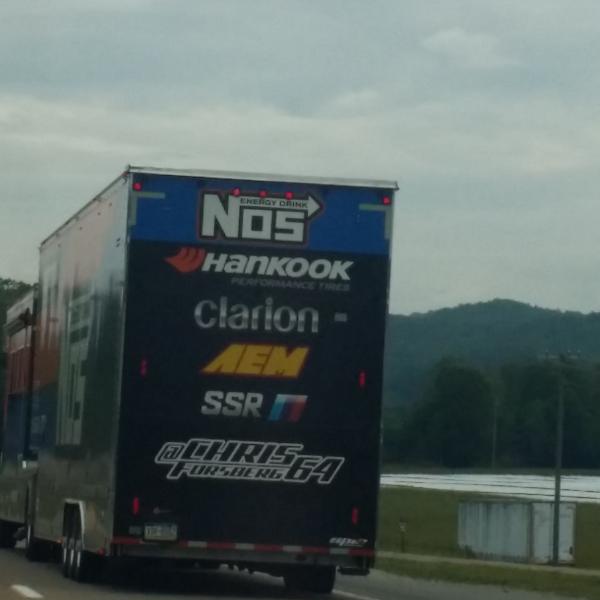 ENERGY DRINK
NOS
Hankook
PERFORMANCE TIRES
Clarion
AEM
SSR
@CHRIS
FORSBERG64